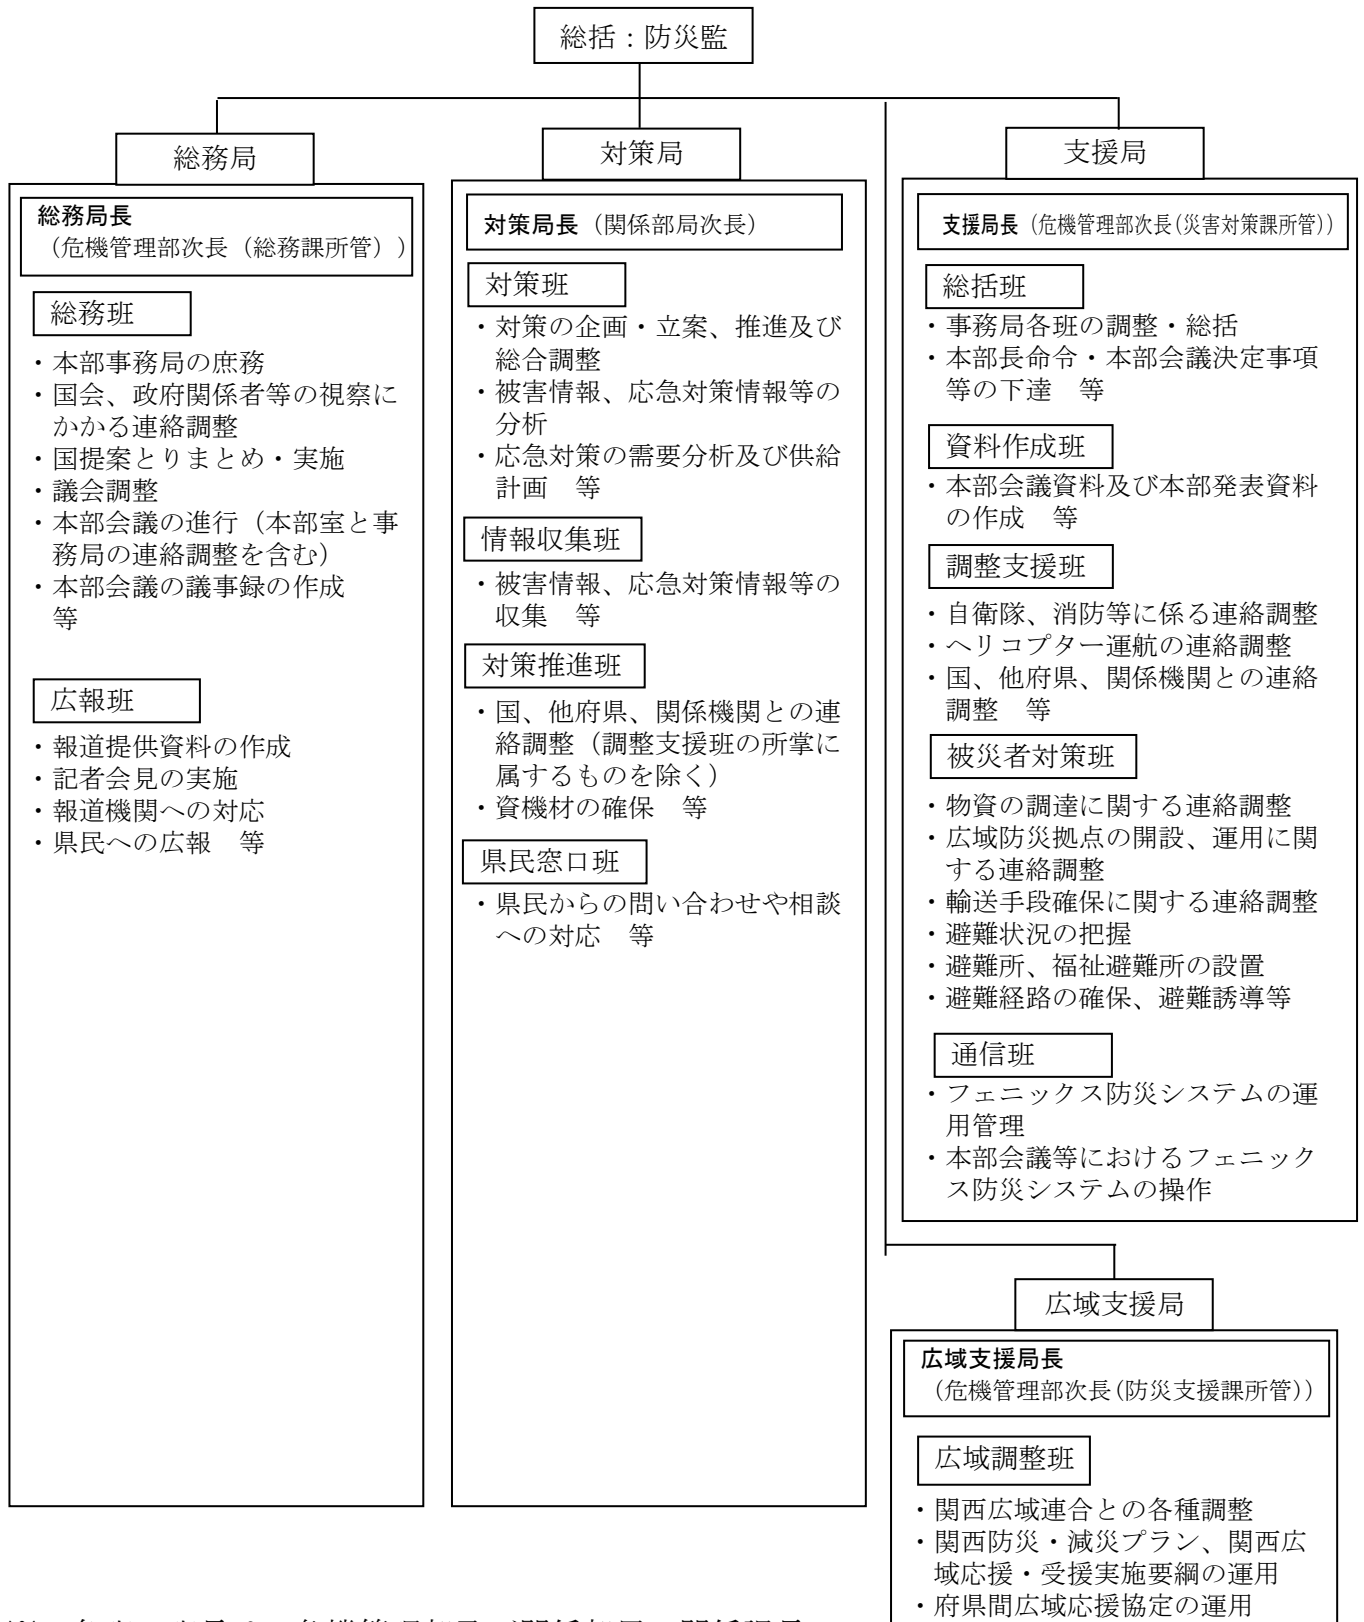 総括：防災監
総務局
総務局長
（危機管理部次長（総務課所管））
総務班
・本部事務局の庶務
・国会、政府関係者等の視察に
かかる連絡調整
・国提案とりまとめ・実施
・議会調整
・本部会議の進行（本部室と事
務局の連絡調整を含む）
・本部会議の議事録の作成
等
広報班
・報道提供資料の作成
・記者会見の実施
・報道機関への対応
・県民への広報　等
対策局
対策局長（関係部局次長）
対策班
・対策の企画・立案、推進及び
総合調整
・被害情報、応急対策情報等の
分析
・応急対策の需要分析及び供給
計画　等
情報収集班
・被害情報、応急対策情報等の
収集　等
対策推進班
・国、他府県、関係機関との連
絡調整（調整支援班の所掌に
属するものを除く）
・資機材の確保　等
県民窓口班
・県民からの問い合わせや相談
への対応　等
支援局
支援局長（危機管理部次長(災害対策課所管)）
総括班
・事務局各班の調整・総括
・本部長命令・本部会議決定事項
等の下達　等
資料作成班
・本部会議資料及び本部発表資料
の作成　等
調整支援班
・自衛隊、消防等に係る連絡調整
・ヘリコプター運航の連絡調整
・国、他府県、関係機関との連絡
調整　等
被災者対策班
・物資の調達に関する連絡調整
・広域防災拠点の開設、運用に関
する連絡調整
・輸送手段確保に関する連絡調整
・避難状況の把握
・避難所、福祉避難所の設置
・避難経路の確保、避難誘導等
通信班
・フェニックス防災システムの運
用管理
・本部会議等におけるフェニック
ス防災システムの操作
広域支援局
広域支援局長
（危機管理部次長(防災支援課所管)）
広域調整班
・関西広域連合との各種調整
・関西防災・減災プラン、関西広
域応援・受援実施要綱の運用
・府県間広域応援協定の運用